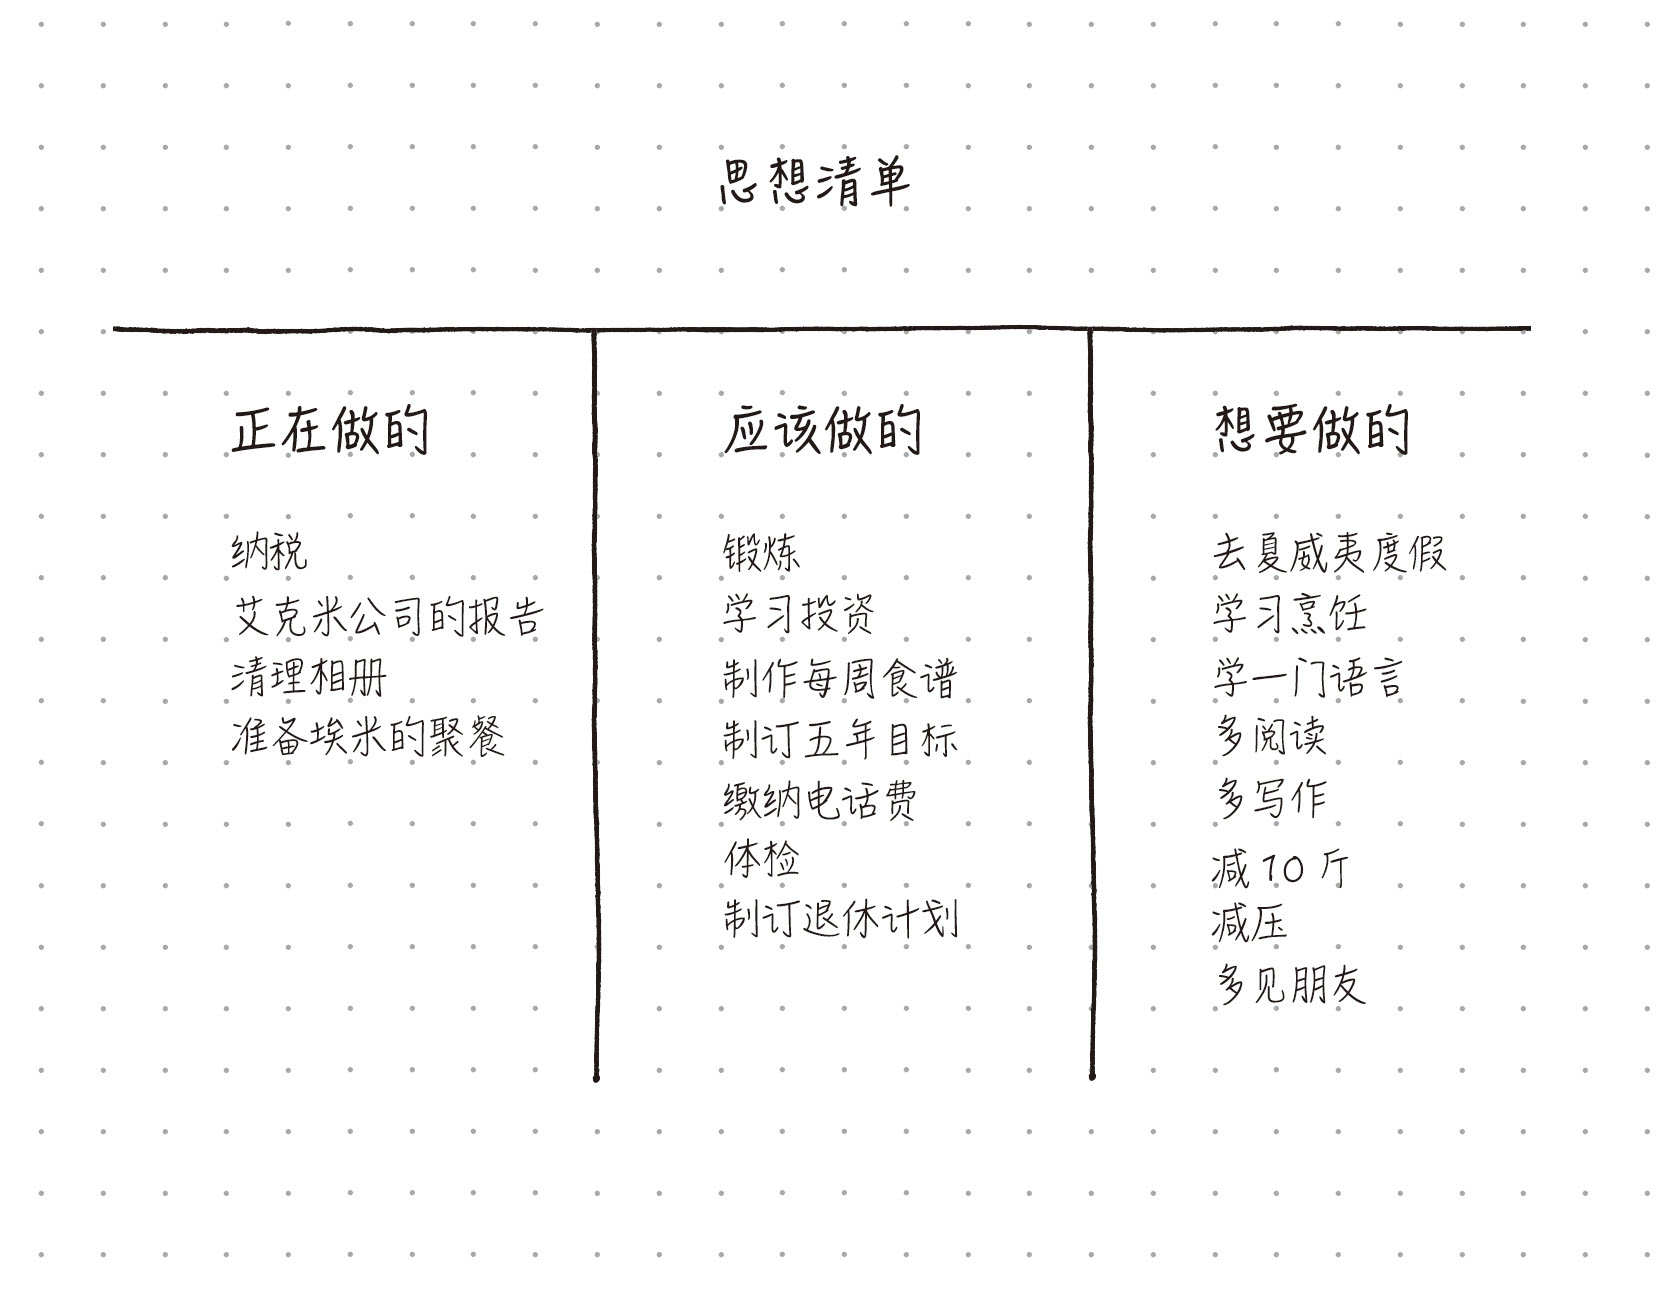 思想清单
正在做的
纳税
艾克米公司的报告
清理相册
准备埃米的聚餐
应该做的
锻炼
学习投资
制作每周食谱
制订五年目标
缴纳电话费
体检
制订退休计划
想要做的
去夏威夷度假
学习烹饪
学一门语言
多阅读
多写作
减 10 斤
减压
多见朋友